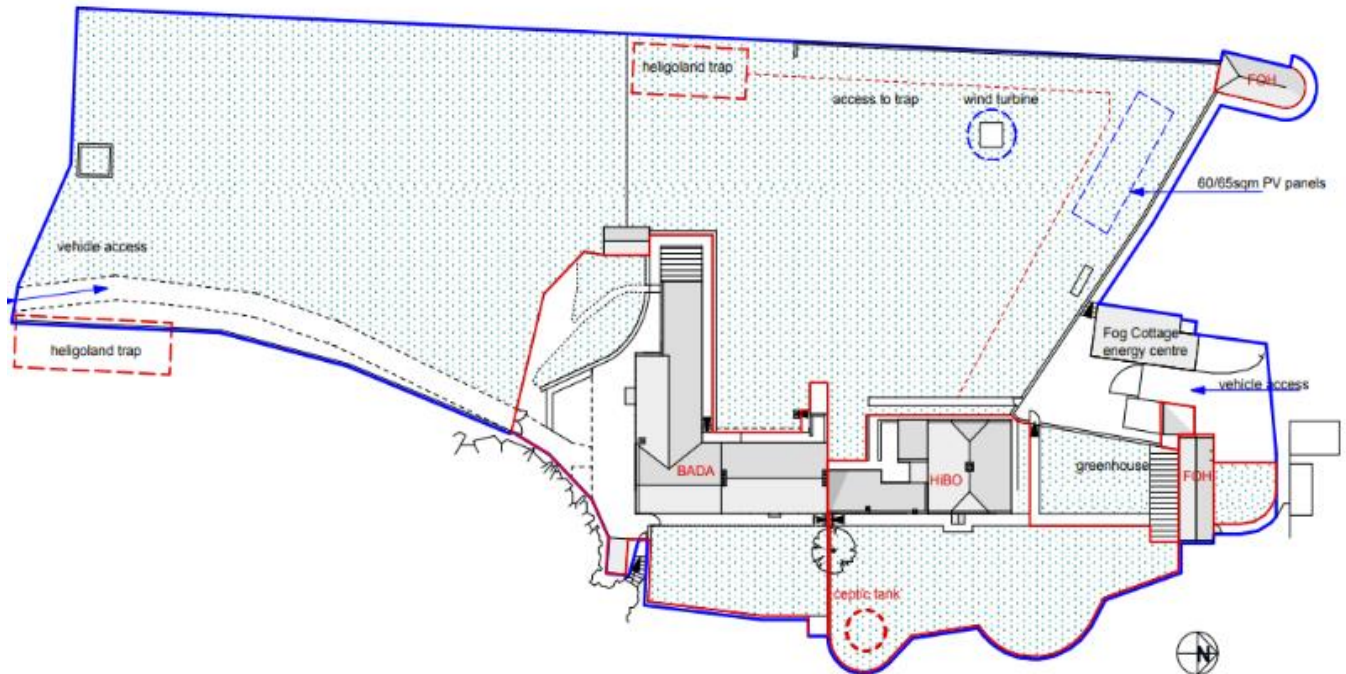 heligoland trap
FOH
access to trap
wind turbine
60/65sqm PV panels
vehicle access
heligoland trap
Fog Cottage
energy centre
vehicle access
BADA
HiBO
greenhouse
FOH
ceptic tank
N